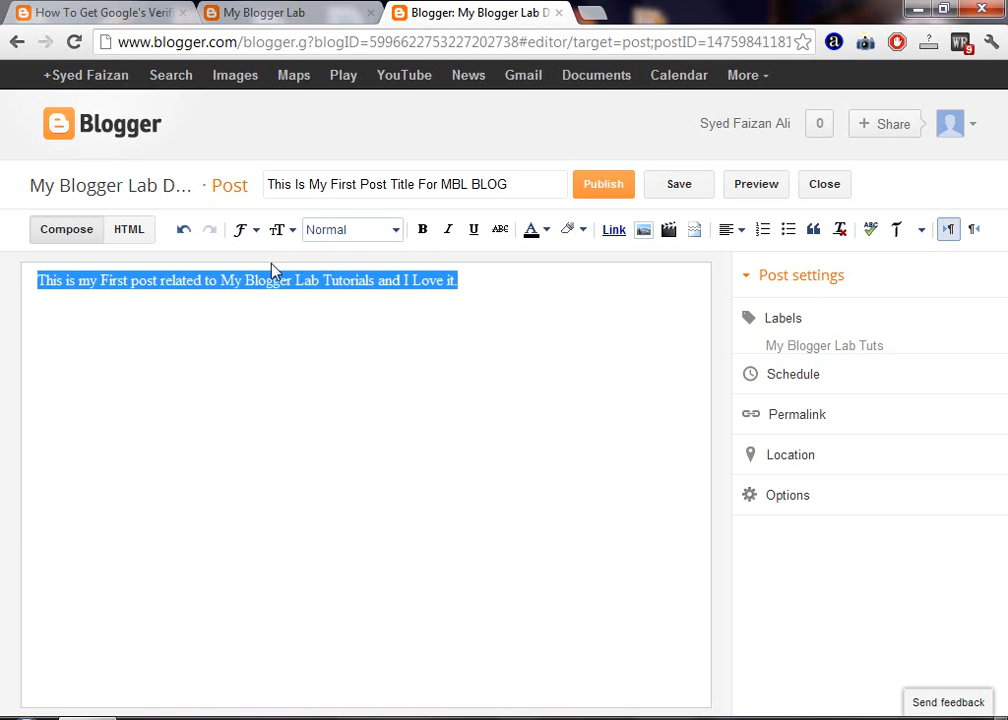 How To Get Google's Verifi
My Blogger Lab
Blogger: My Blogger Lab D
www.blogger.com/blogger.g?blogID=5996622753227202738#editor/target=post;postID=14759841181
a
?
WR
9
+Syed Faizan Search Images Maps Play YouTube News Gmail Documents Calendar More
Blogger
Syed Faizan Ali 0 + Share
My Blogger Lab D... · Post This Is My First Post Title For MBL BLOG Publish Save Preview Close
Compose HTML Normal B I U ABC A Link ABC
This is my First post related to My Blogger Lab Tutorials and I Love it.
Post settings
Labels
My Blogger Lab Tuts
Schedule
Permalink
Location
Options
Send feedback